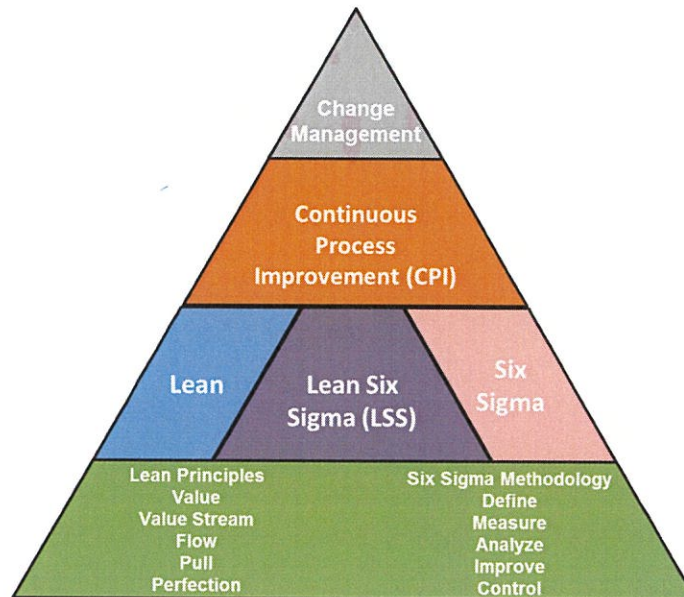 Change
Management
Continuous
Process
Improvement (CPI)
Lean
Lean Six
Sigma (LSS)
Six
Sigma
Lean Principles
Value
Value Stream
Flow
Pull
Perfection
Six Sigma Methodology
Define
Measure
Analyze
Improve
Control